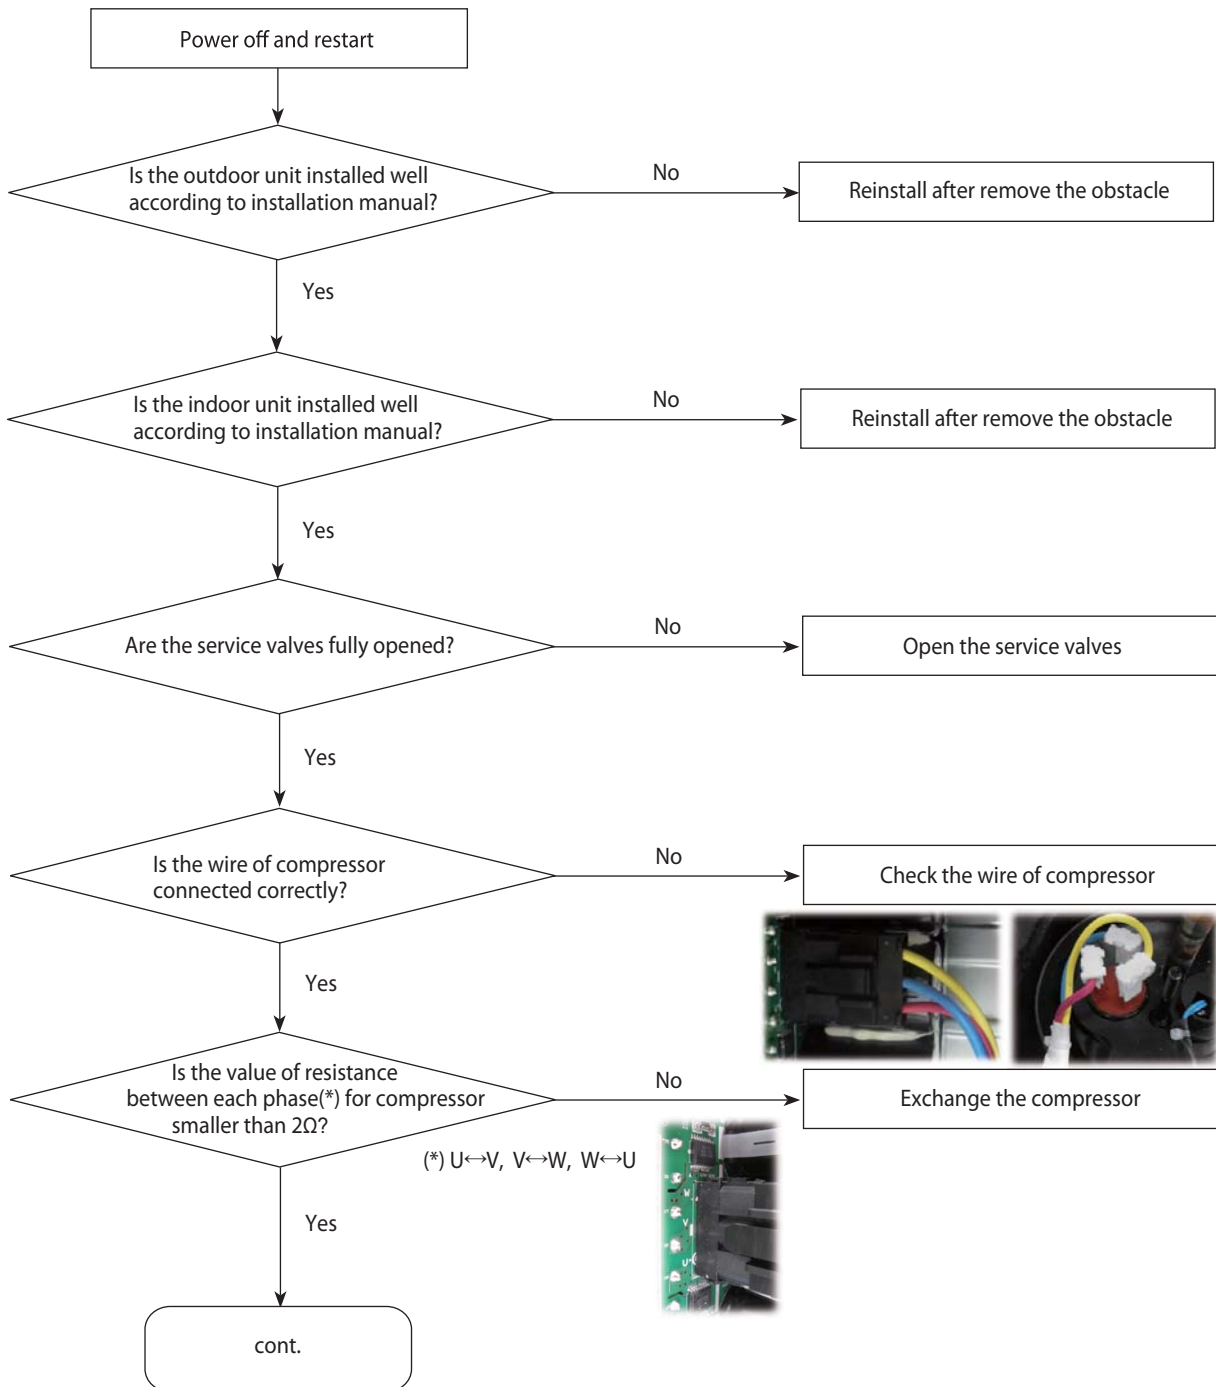 Power off and restart
Is the outdoor unit installed well
according to installation manual?
No
Reinstall after remove the obstacle
Yes
Is the indoor unit installed well
according to installation manual?
No
Reinstall after remove the obstacle
Yes
Are the service valves fully opened?
No
Open the service valves
Yes
Is the wire of compressor
connected correctly?
No
Check the wire of compressor
Yes
Is the value of resistance
between each phase(*) for compressor
smaller than 2Ω?
No
Exchange the compressor
(*) U↔V, V↔W, W↔U
W
V
U
Yes
cont.